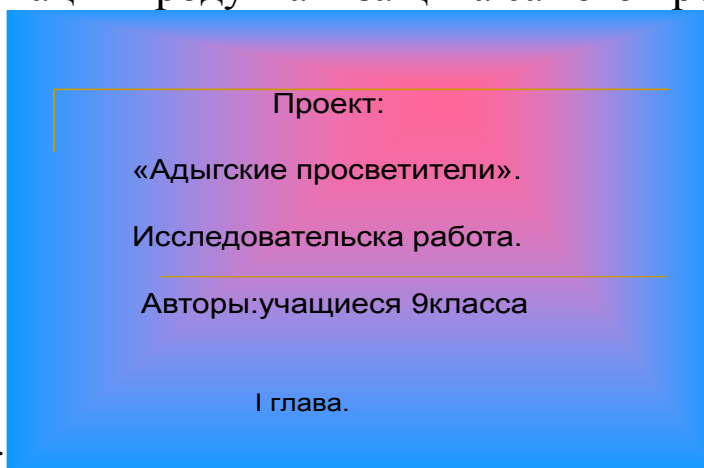 Проект:
«Адыгские просветители».
Исследовательска работа.
Авторы:учащиеся 9класса
I глава.